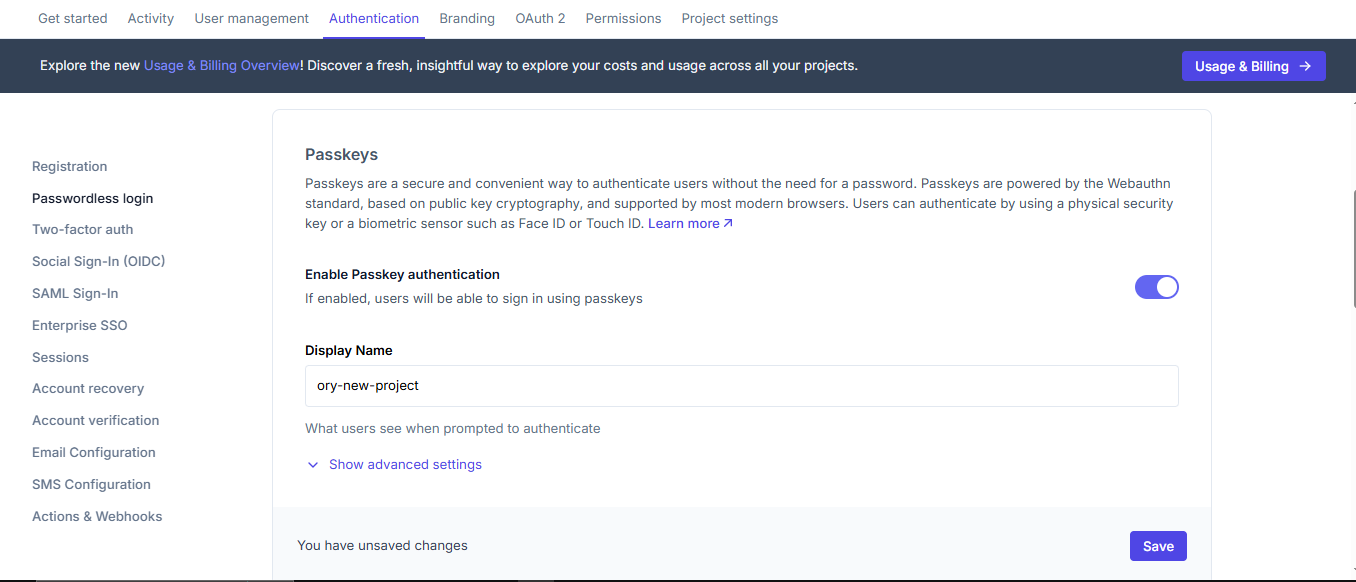 Get started Activity User management Authentication Branding OAuth 2 Permissions Project settings
Explore the new Usage & Billing Overview! Discover a fresh, insightful way to explore your costs and usage across all your projects.
Usage & Billing →
Registration
Passwordless login
Two-factor auth
Social Sign-In (OIDC)
SAML Sign-In
Enterprise SSO
Sessions
Account recovery
Account verification
Email Configuration
SMS Configuration
Actions & Webhooks
Passkeys
Passkeys are a secure and convenient way to authenticate users without the need for a password. Passkeys are powered by the Webauthn
standard, based on public key cryptography, and supported by most modern browsers. Users can authenticate by using a physical security
key or a biometric sensor such as Face ID or Touch ID. Learn more ↗
Enable Passkey authentication
If enabled, users will be able to sign in using passkeys
Display Name
ory-new-project
What users see when prompted to authenticate
Show advanced settings
You have unsaved changes
Save